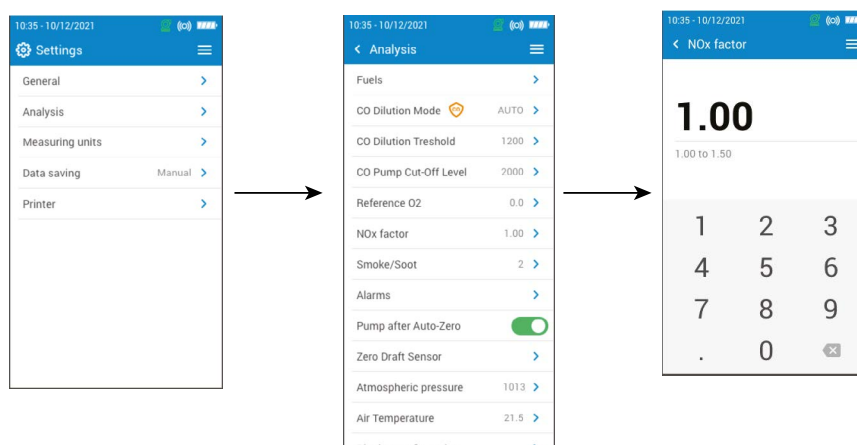 10:35 - 10/12/2021
Settings
General
Analysis
Measuring units
Data saving Manual
Printer
10:35 - 10/12/2021
Analysis
Fuels
CO Dilution Mode CO AUTO
CO Dilution Treshold 1200
CO Pump Cut-Off Level 2000
Reference O2 0.0
NOx factor 1.00
Smoke/Soot 2
Alarms
Pump after Auto-Zero
Zero Draft Sensor
Atmospheric pressure 1013
Air Temperature 21.5
10:35 - 10/12/2021
NOx factor
1.00
1.00 to 1.50
1 2 3
4 5 6
7 8 9
. 0